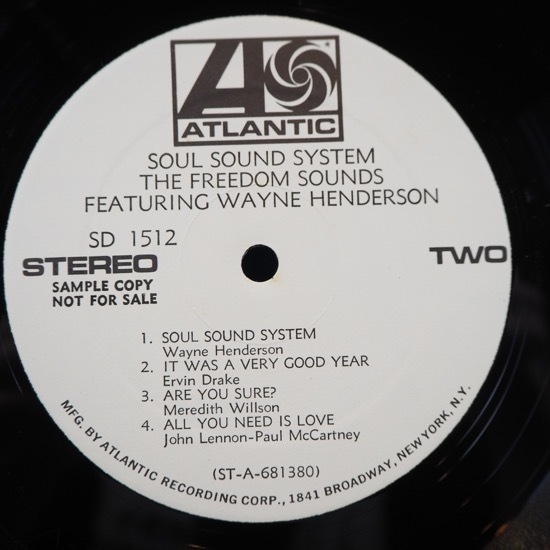 ATLANTIC
SOUL SOUND SYSTEM
THE FREEDOM SOUNDS
FEATURING WAYNE HENDERSON
SD 1512
STEREO
TWO
SAMPLE COPY
NOT FOR SALE
1. SOUL SOUND SYSTEM
Wayne Henderson
2. IT WAS A VERY GOOD YEAR
Ervin Drake
3. ARE YOU SURE?
Meredith Willson
4. ALL YOU NEED IS LOVE
John Lennon-Paul McCartney
(ST-A-681380)
MFG. BY ATLANTIC RECORDING CORP., 1841 BROADWAY, NEW YORK, N.Y.